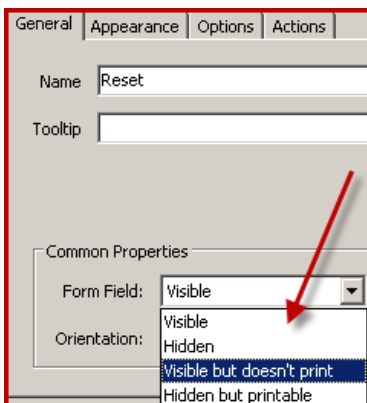 General Appearance Options Actions
Name Reset
Tooltip
Common Properties
Form Field: Visible
Visible
Orientation: Hidden
Visible but doesn't print
Hidden but printable